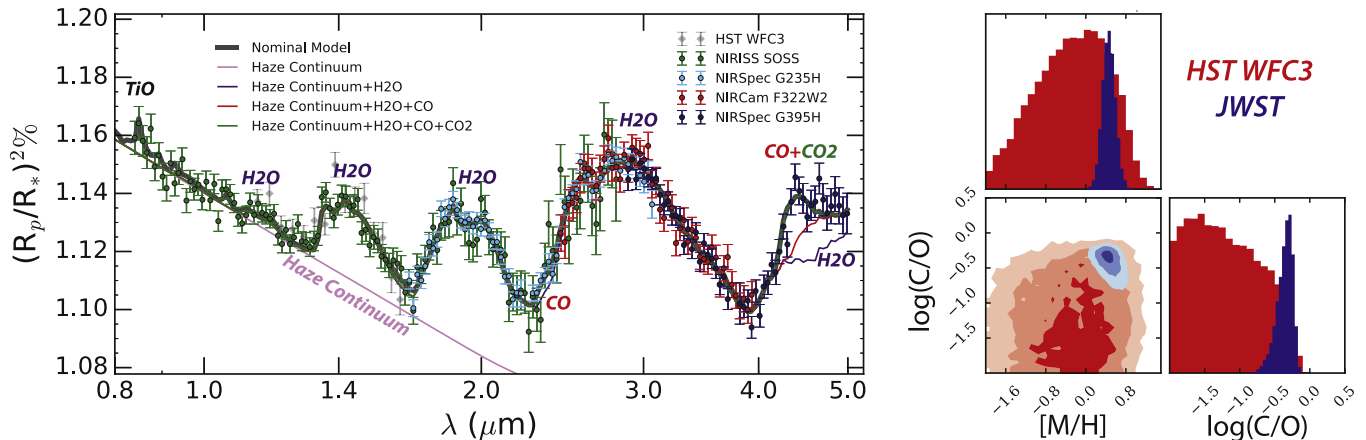 1.20
1.18
1.16
1.14
1.12
1.10
1.08
(Rp/R*)²%
Nominal Model
Haze Continuum
Haze Continuum+H2O
Haze Continuum+H2O+CO
Haze Continuum+H2O+CO+CO2
HST WFC3
NIRISS SOSS
NIRSpec G235H
NIRCam F322W2
NIRSpec G395H
TiO
H2O
H2O
H2O
H2O
CO+CO2
H2O
CO
Haze Continuum
0.8
1.0
1.4
2.0
3.0
4.0
5.0
λ (μm)
HST WFC3
JWST
0.5
0.0
−0.5
−1.0
−1.5
log(C/O)
−1.6
−0.8
0.0
0.8
[M/H]
−1.5
−1.0
−0.5
0.0
0.5
log(C/O)